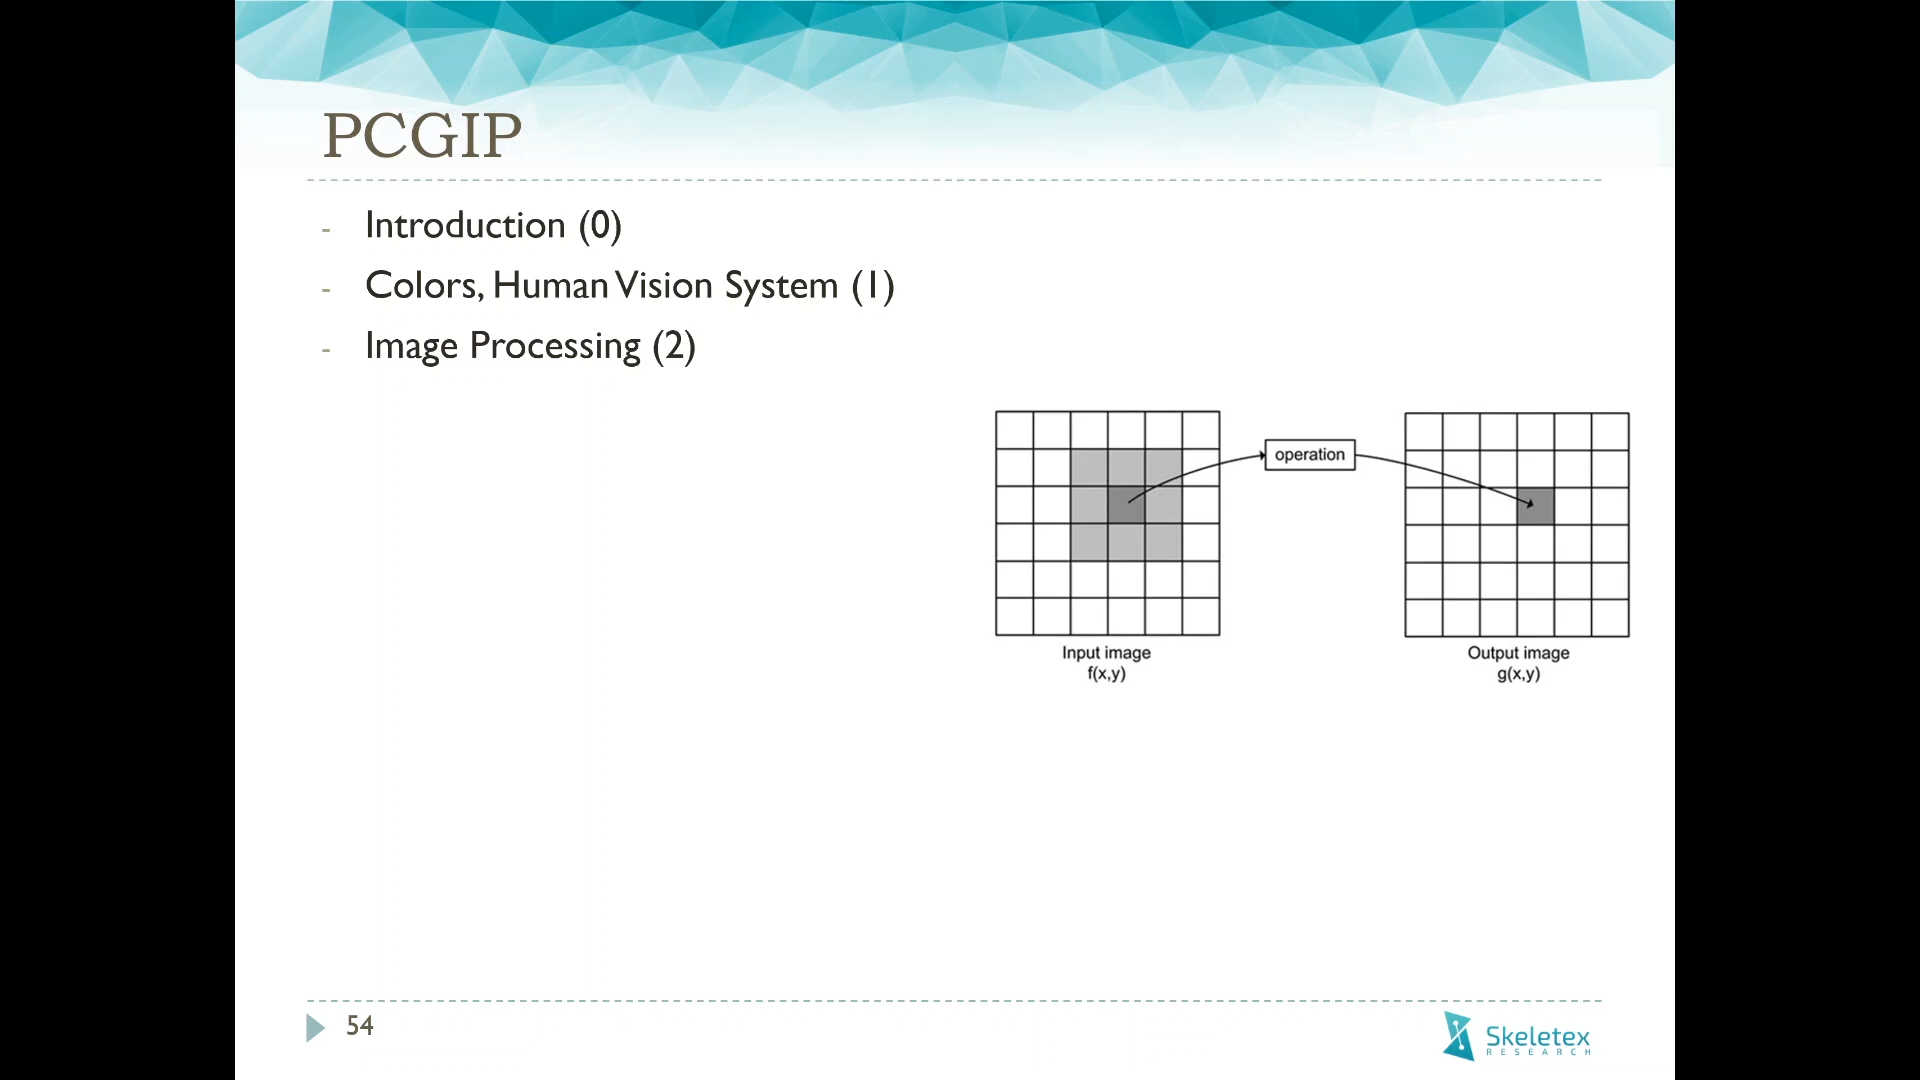 PCGIP
- Introduction (0)
- Colors, Human Vision System (1)
- Image Processing (2)
operation
Input image
f(x,y)
Output image
g(x,y)
54
Skeletex
RESEARCH